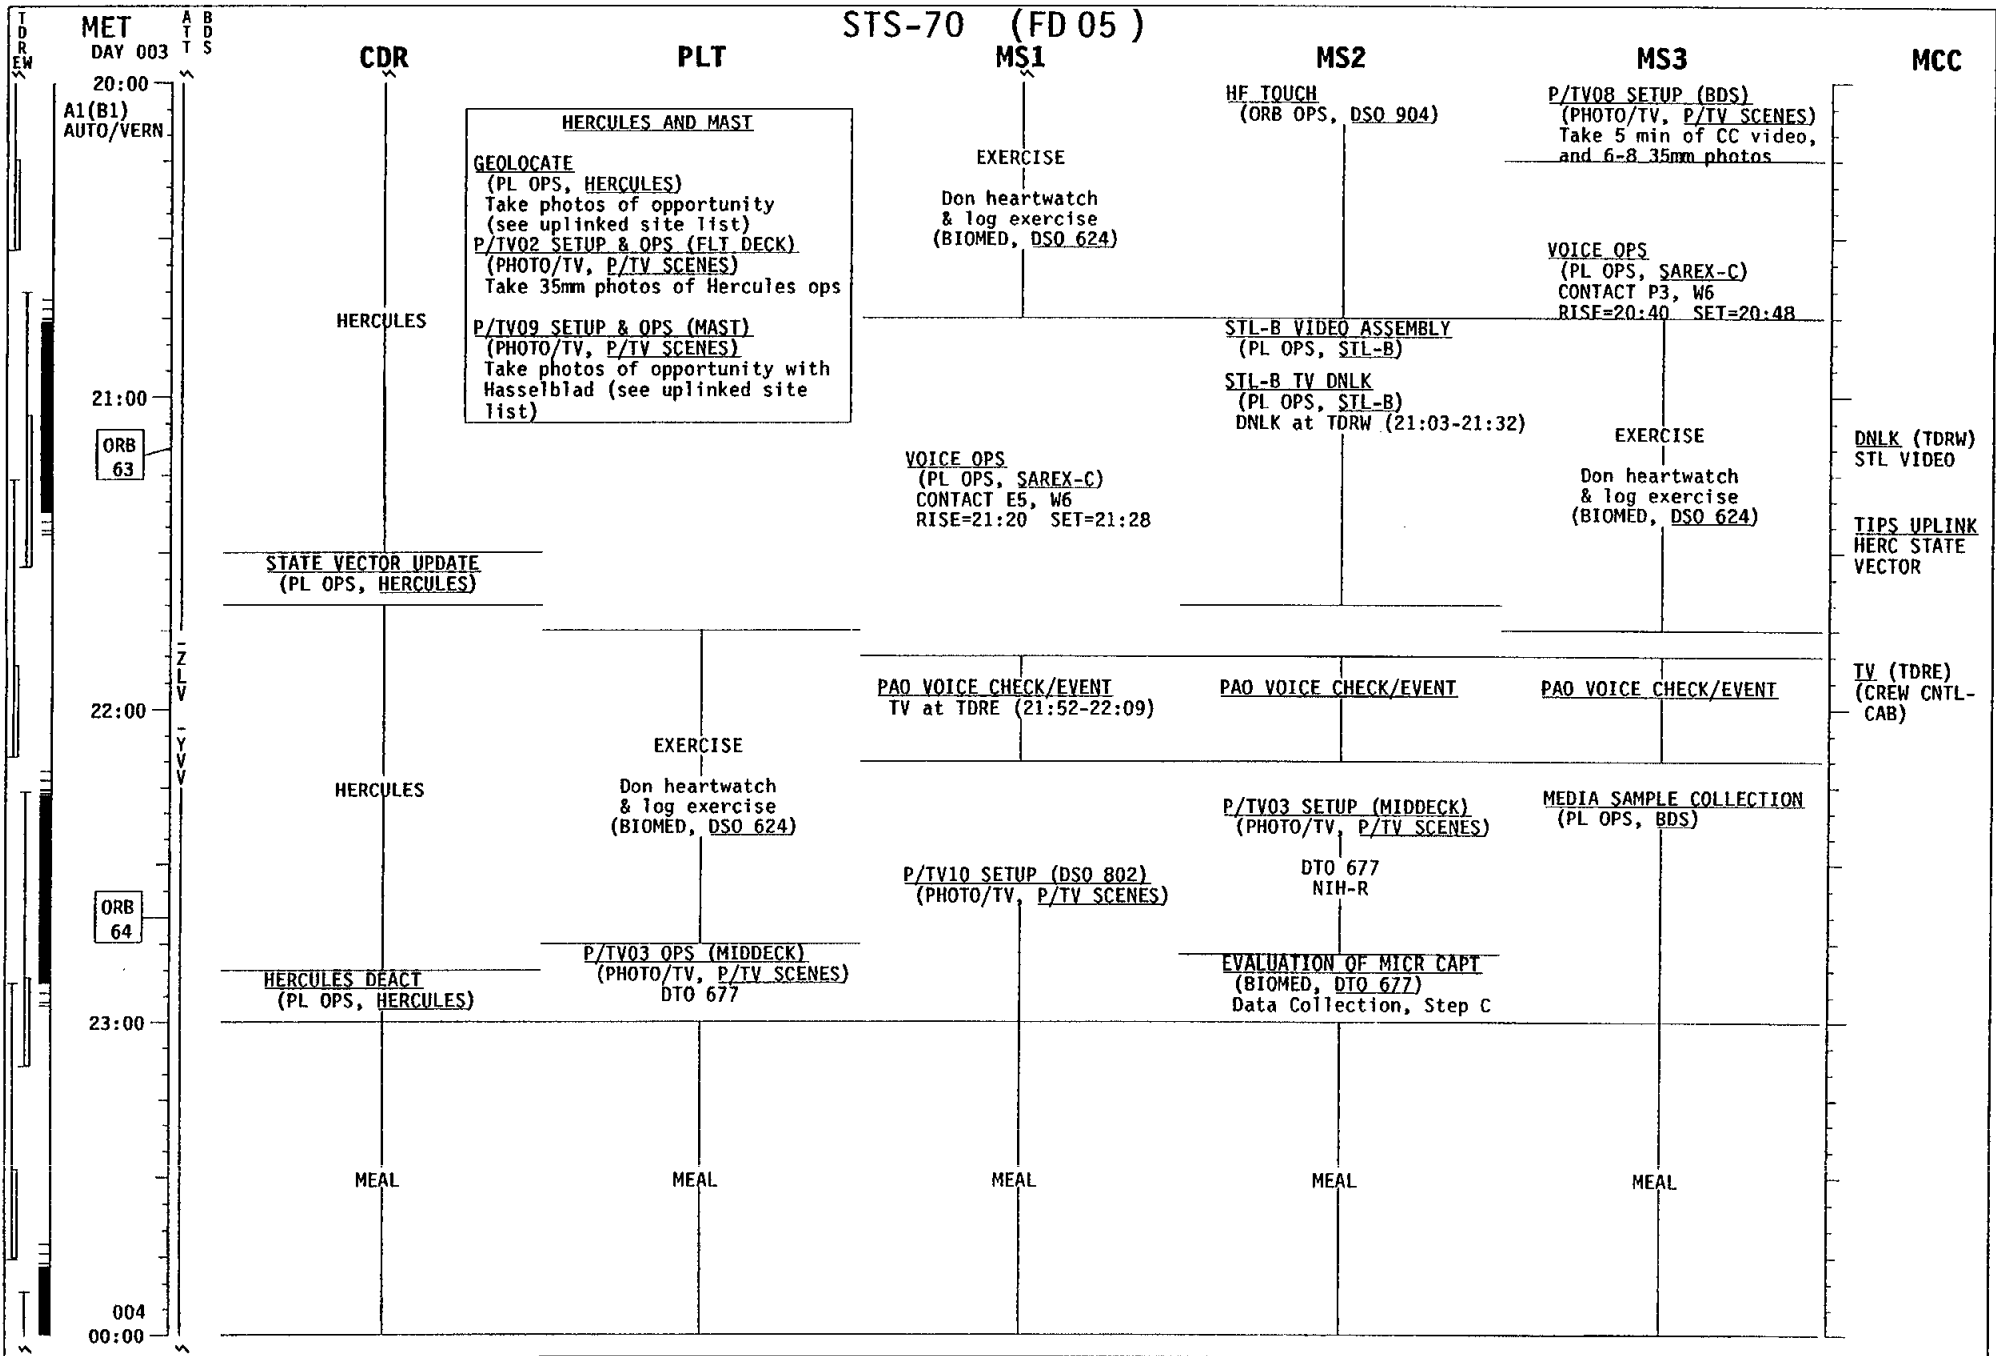 STS-70 (FD 05 )
TDRE
W
MET
DAY 003
ATT
BDS
CDR
PLT
MS1
MS2
MS3
MCC
20:00
A1(B1)
AUTO/VERN
21:00
ORB
63
-ZLV
22:00
-YVV
ORB
64
23:00
004
00:00
HERCULES
STATE VECTOR UPDATE
(PL OPS, HERCULES)
HERCULES
HERCULES DEACT
(PL OPS, HERCULES)
MEAL
HERCULES AND MAST
GEOLOCATE
(PL OPS, HERCULES)
Take photos of opportunity
(see uplinked site list)
P/TV02 SETUP & OPS (FLT DECK)
(PHOTO/TV, P/TV SCENES)
Take 35mm photos of Hercules ops
P/TV09 SETUP & OPS (MAST)
(PHOTO/TV, P/TV SCENES)
Take photos of opportunity with
Hasselblad (see uplinked site
list)
EXERCISE
Don heartwatch
& log exercise
(BIOMED, DSO 624)
P/TV03 OPS (MIDDECK)
(PHOTO/TV, P/TV SCENES)
DTO 677
MEAL
EXERCISE
Don heartwatch
& log exercise
(BIOMED, DSO 624)
VOICE OPS
(PL OPS, SAREX-C)
CONTACT E5, W6
RISE=21:20 SET=21:28
PAO VOICE CHECK/EVENT
TV at TDRE (21:52-22:09)
P/TV10 SETUP (DSO 802)
(PHOTO/TV, P/TV SCENES)
MEAL
HF TOUCH
(ORB OPS, DSO 904)
STL-B VIDEO ASSEMBLY
(PL OPS, STL-B)
STL-B TV DNLK
(PL OPS, STL-B)
DNLK at TDRW (21:03-21:32)
PAO VOICE CHECK/EVENT
P/TV03 SETUP (MIDDECK)
(PHOTO/TV, P/TV SCENES)
DTO 677
NIH-R
EVALUATION OF MICR CAPT
(BIOMED, DTO 677)
Data Collection, Step C
MEAL
P/TV08 SETUP (BDS)
(PHOTO/TV, P/TV SCENES)
Take 5 min of CC video,
and 6-8 35mm photos
VOICE OPS
(PL OPS, SAREX-C)
CONTACT P3, W6
RISE=20:40 SET=20:48
EXERCISE
Don heartwatch
& log exercise
(BIOMED, DSO 624)
PAO VOICE CHECK/EVENT
MEDIA SAMPLE COLLECTION
(PL OPS, BDS)
MEAL
DNLK (TDRW)
STL VIDEO
TIPS UPLINK
HERC STATE
VECTOR
TV (TDRE)
(CREW CNTL-
CAB)